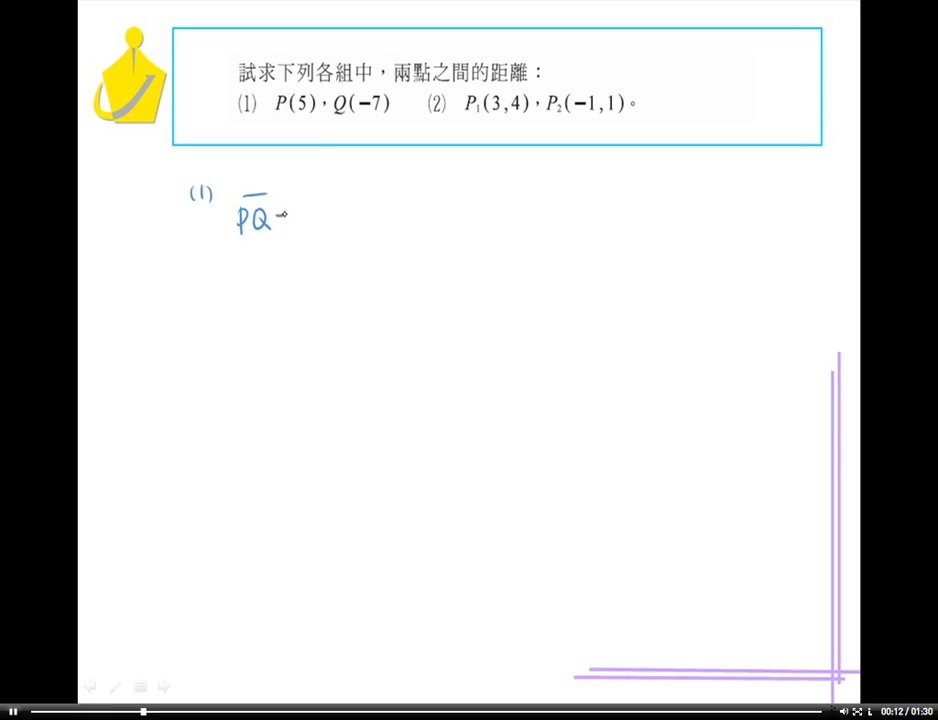 試求下列各組中，兩點之間的距離：
⑴ P(5)，Q(−7) ⑵ P₁(3,4)，P₂(−1,1)。
(1) P̅Q̅
00:12 / 01:30